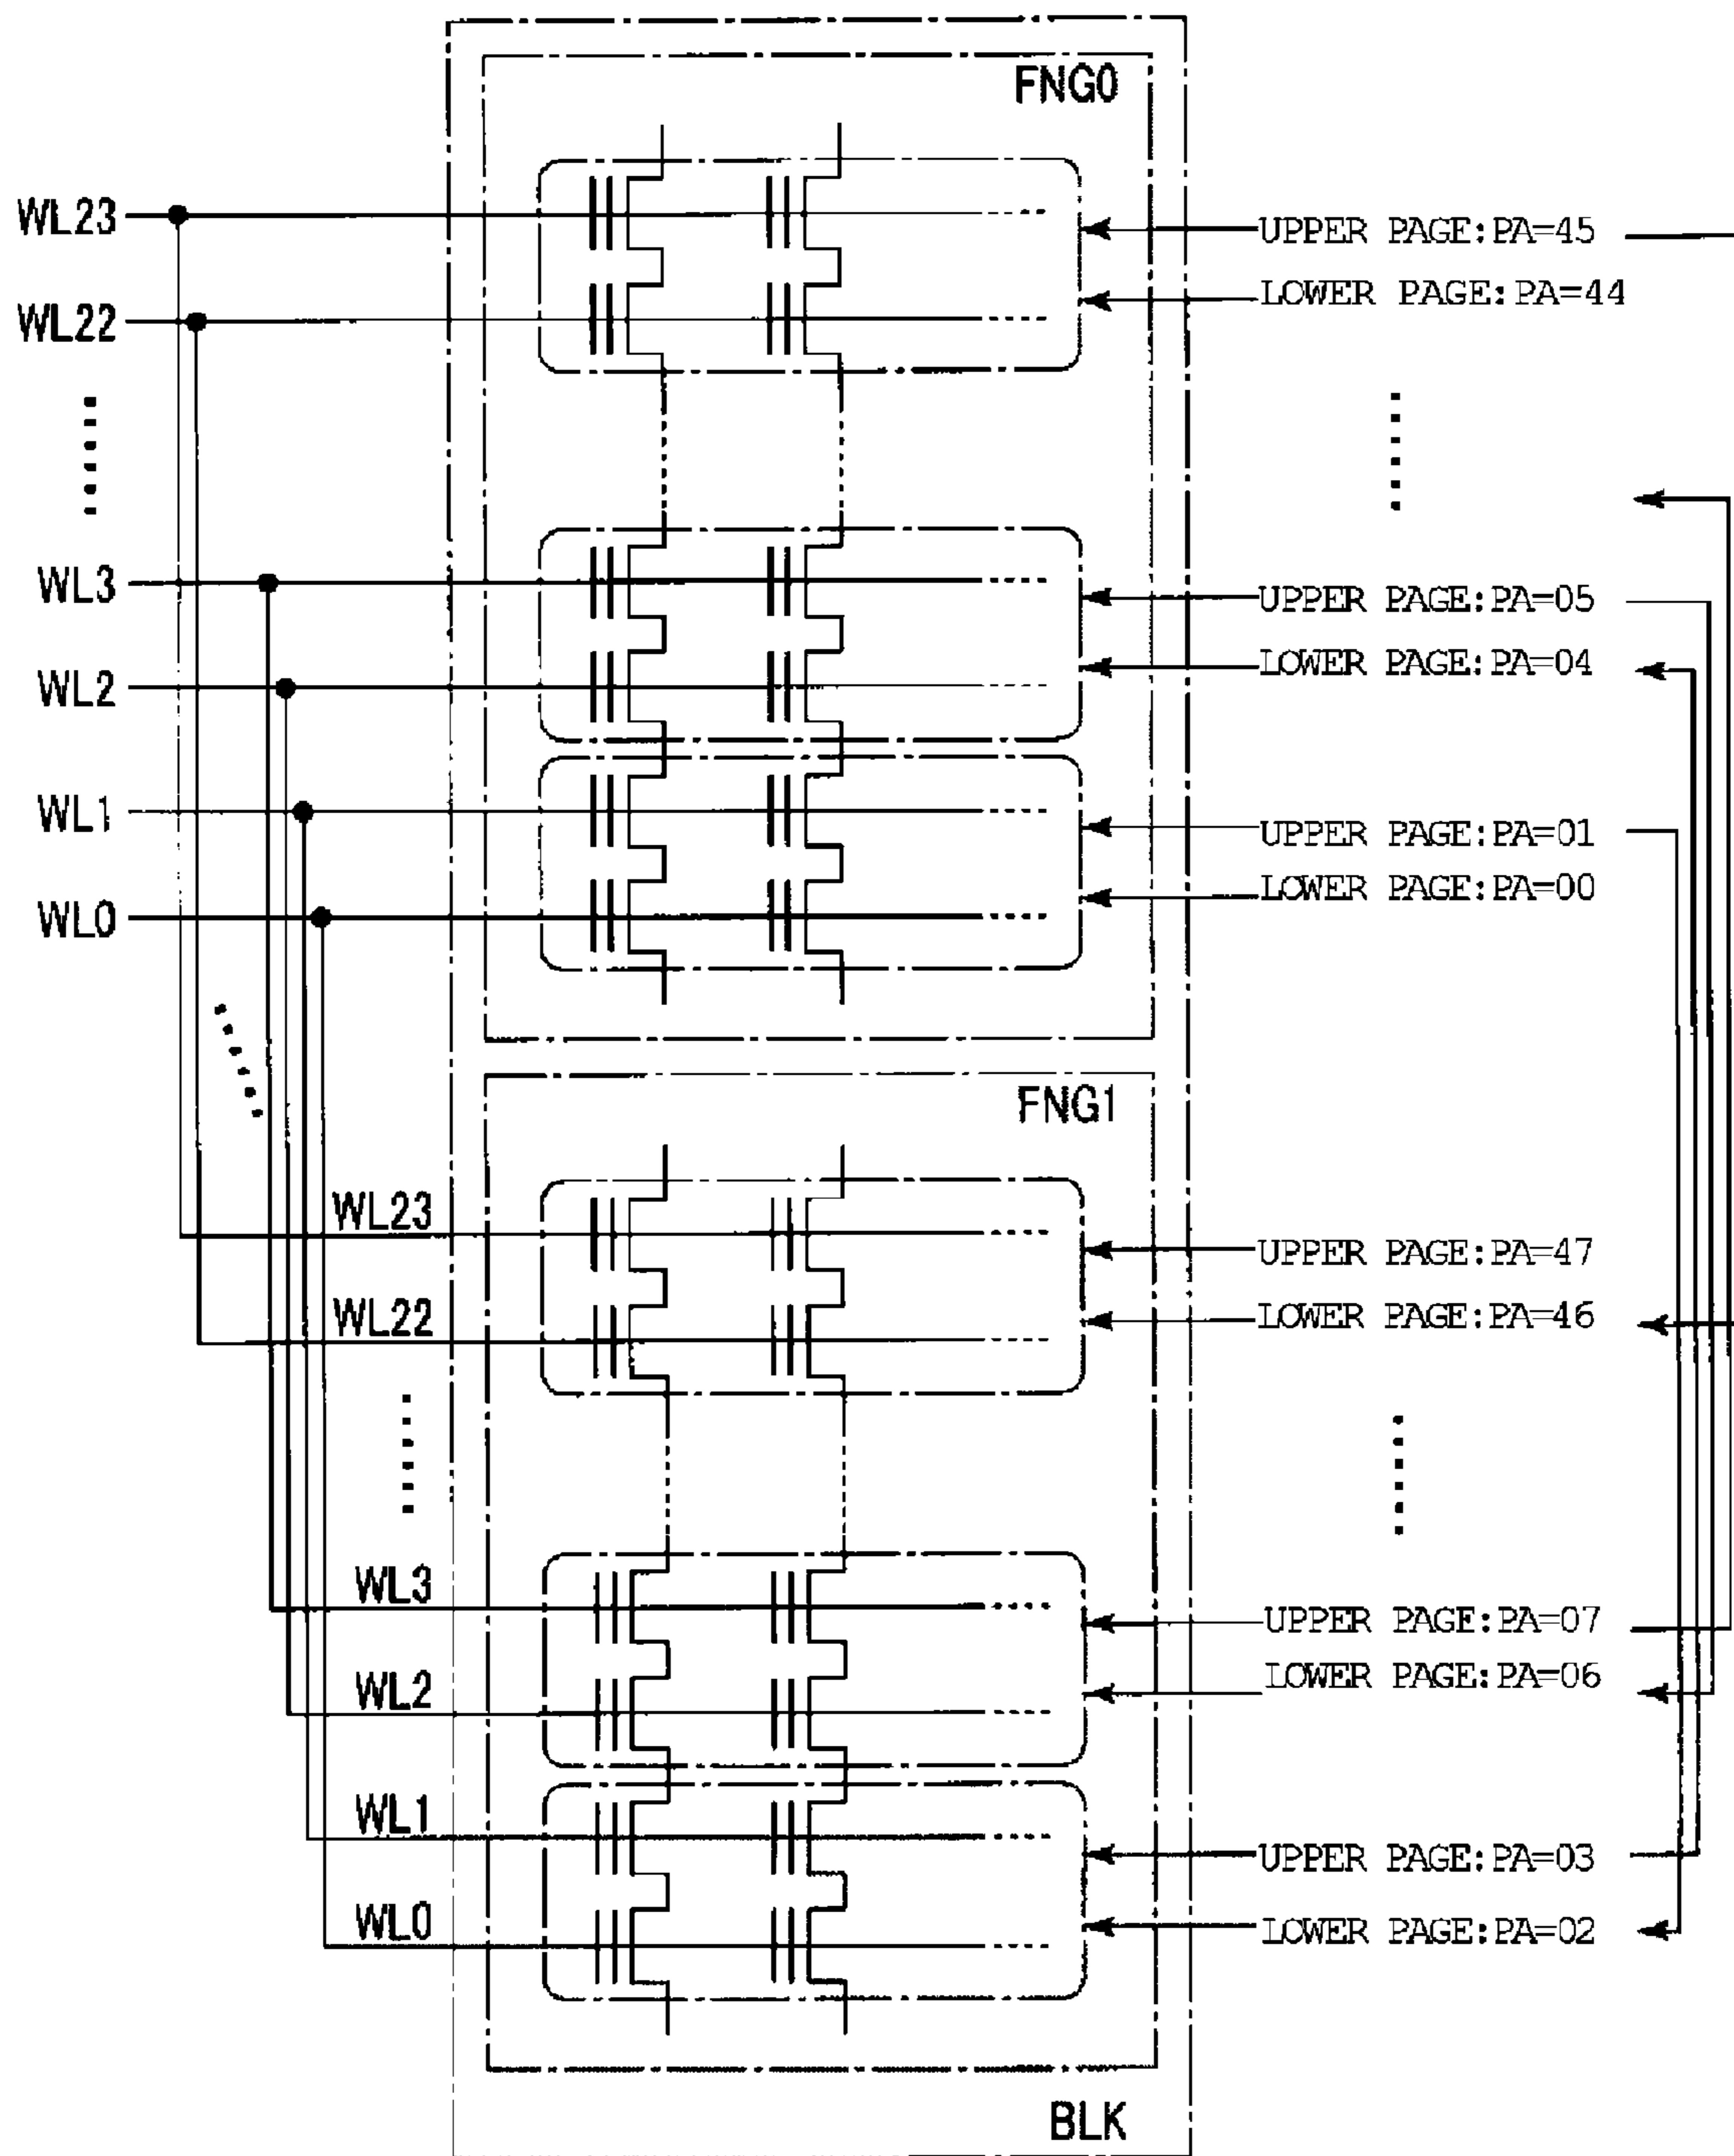 FNG0
WL23
UPPER PAGE:PA=45
LOWER PAGE:PA=44
WL22
WL3
UPPER PAGE:PA=05
LOWER PAGE:PA=04
WL2
WL1
UPPER PAGE:PA=01
LOWER PAGE:PA=00
WL0
FNG1
WL23
UPPER PAGE:PA=47
WL22
LOWER PAGE:PA=46
WL3
UPPER PAGE:PA=07
WL2
LOWER PAGE:PA=06
WL1
UPPER PAGE:PA=03
WL0
LOWER PAGE:PA=02
BLK